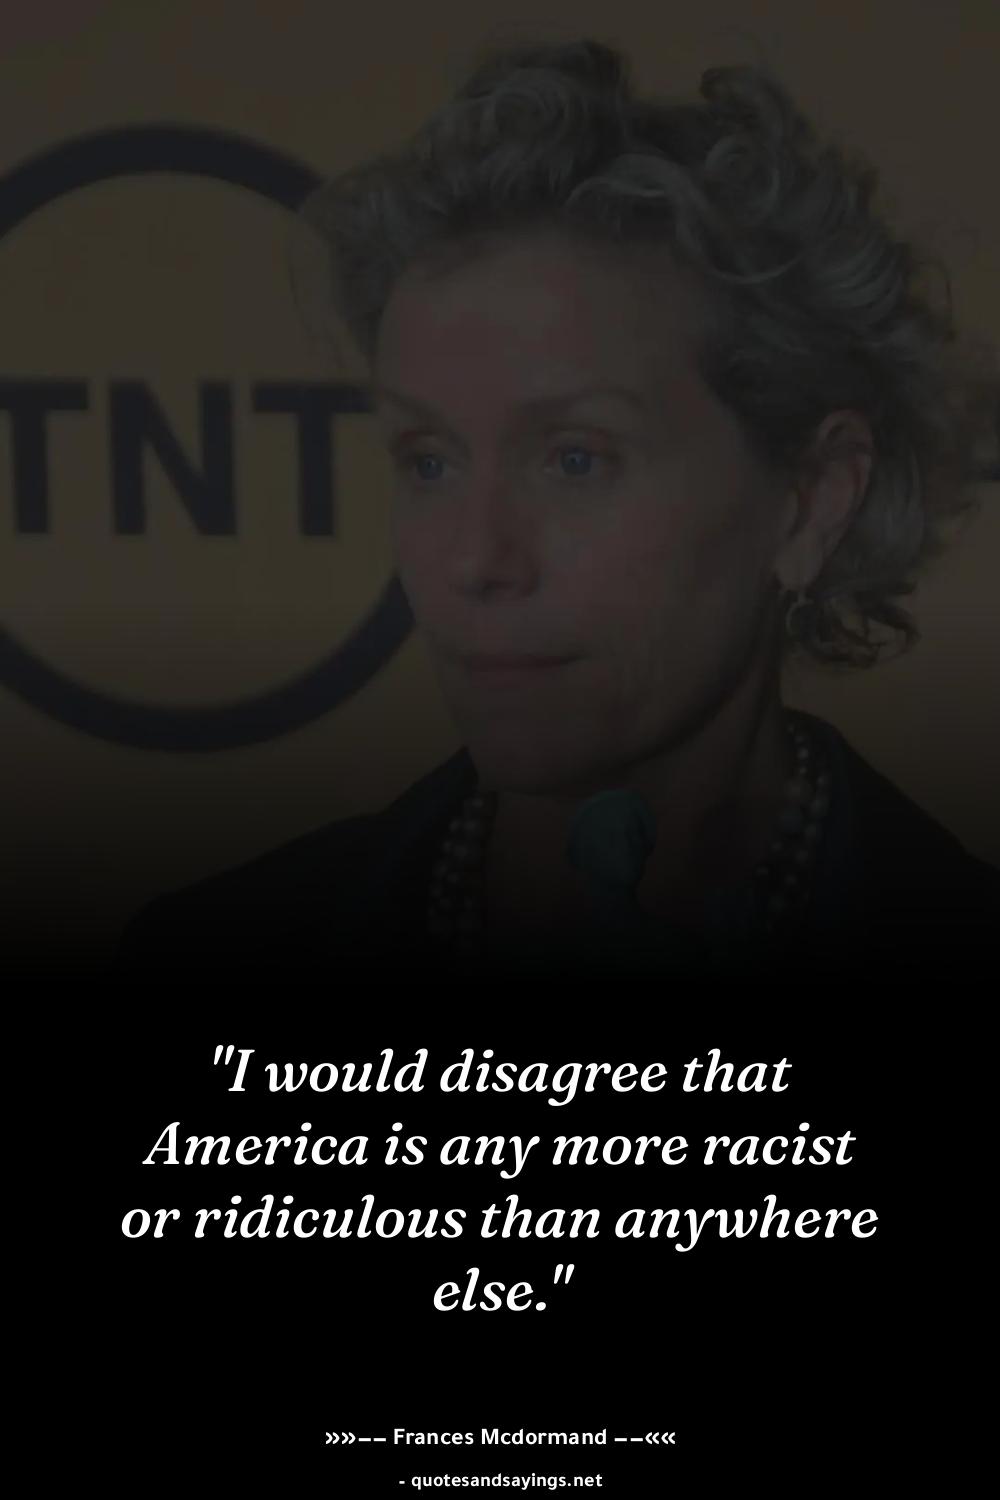 TNT
"I would disagree that
America is any more racist
or ridiculous than anywhere
else."
»»–– Frances Mcdormand ––««
- quotesandsayings.net